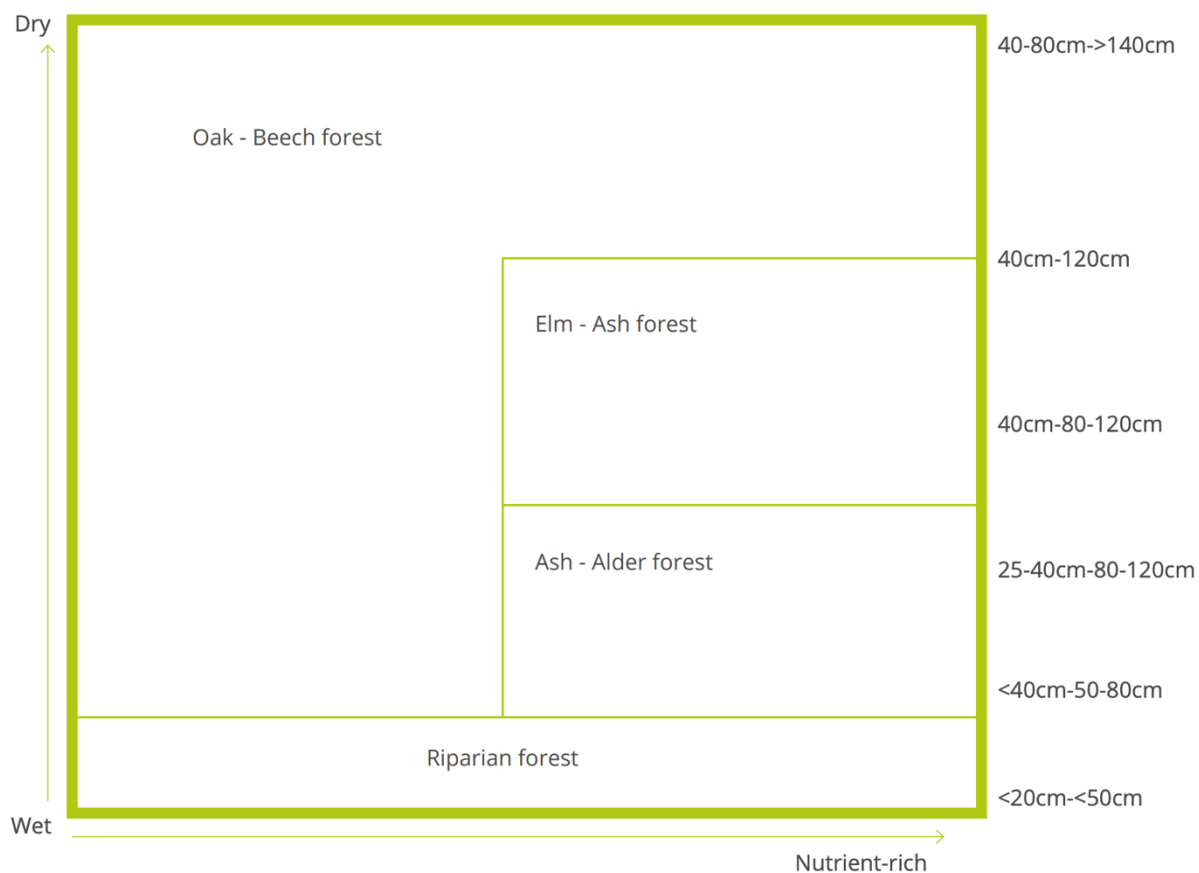 Dry
40-80cm->140cm
Oak - Beech forest
40cm-120cm
Elm - Ash forest
40cm-80-120cm
Ash - Alder forest
25-40cm-80-120cm
<40cm-50-80cm
Riparian forest
<20cm-<50cm
Wet
Nutrient-rich